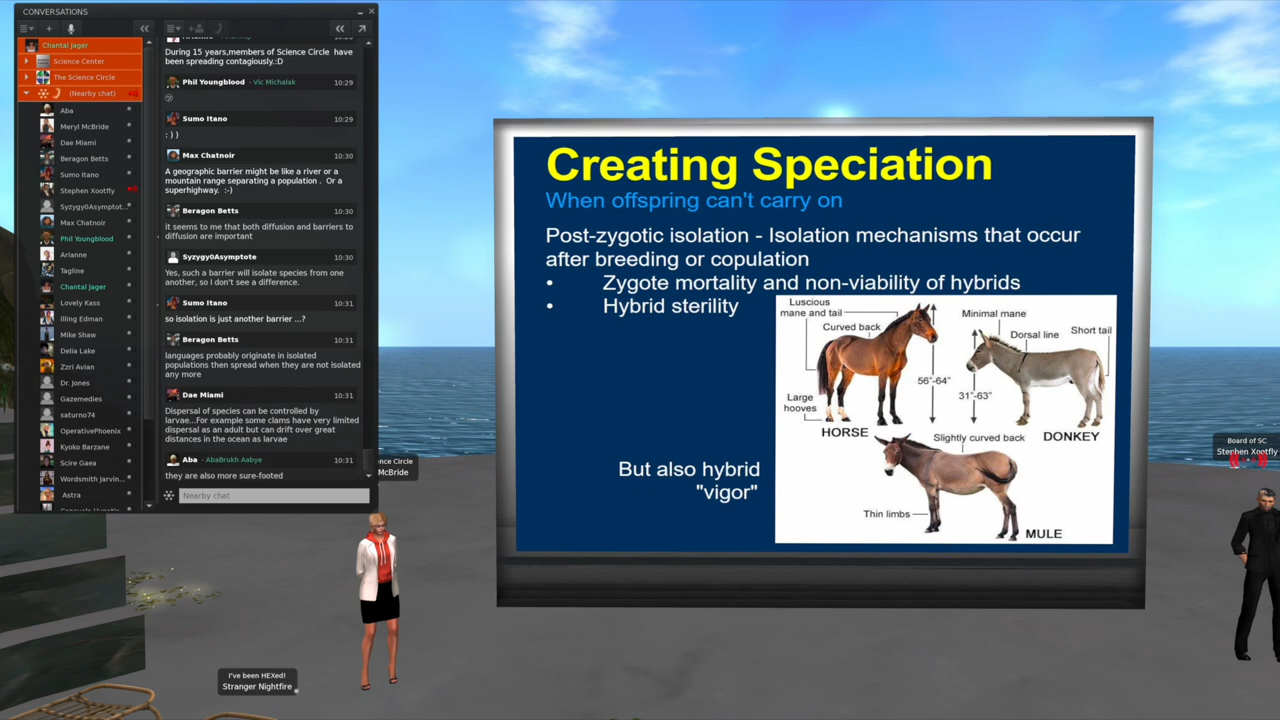 CONVERSATIONS
Chantal Jager
Science Center
The Science Circle
(Nearby chat)
Aba
Meryl McBride
Dae Miami
Beragon Betts
Sumo Itano
Stephen Xootfly
Syzygy0Asymptot...
Max Chatnoir
Phil Youngblood
Arianne
Tagline
Chantal Jager
Lovely Kass
illing Edman
Mike Shaw
Delia Lake
Zzri Avian
Dr. Jones
Gazemedies
saturno74
OperativePhoenix
Kyoko Barzane
Scire Gaea
Wordsmith Jarvin...
Astra
10:28
During 15 years,members of Science Circle have
been spreading contagiously.:D
Phil Youngblood - Vic Michalak 10:29
Sumo Itano 10:29
:))
Max Chatnoir 10:30
A geographic barrier might be like a river or a
mountain range separating a population . Or a
superhighway. :-)
Beragon Betts 10:30
it seems to me that both diffusion and barriers to
diffusion are important
Syzygy0Asymptote 10:30
Yes, such a barrier will isolate species from one
another, so I don't see a difference.
Sumo Itano 10:31
so isolation is just another barrier ...?
Beragon Betts 10:31
languages probably originate in isolated
populations then spread when they are not isolated
any more
Dae Miami 10:31
Dispersal of species can be controlled by
larvae...For example some clams have very limited
dispersal as an adult but can drift over great
distances in the ocean as larvae
Aba - AbaBrukh Aabye 10:31
they are also more sure-footed
Nearby chat
Creating Speciation
When offspring can't carry on
Post-zygotic isolation - Isolation mechanisms that occur
after breeding or copulation
• Zygote mortality and non-viability of hybrids
• Hybrid sterility
But also hybrid
"vigor"
Luscious
mane and tail
Curved back
Large
hooves
56"-64"
HORSE
Minimal mane
Dorsal line
Short tail
31"-63"
DONKEY
Slightly curved back
Thin limbs
MULE
ence Circle
McBride
Board of SC
Stephen Xootfly
I've been HEXed!
Stranger Nightfire